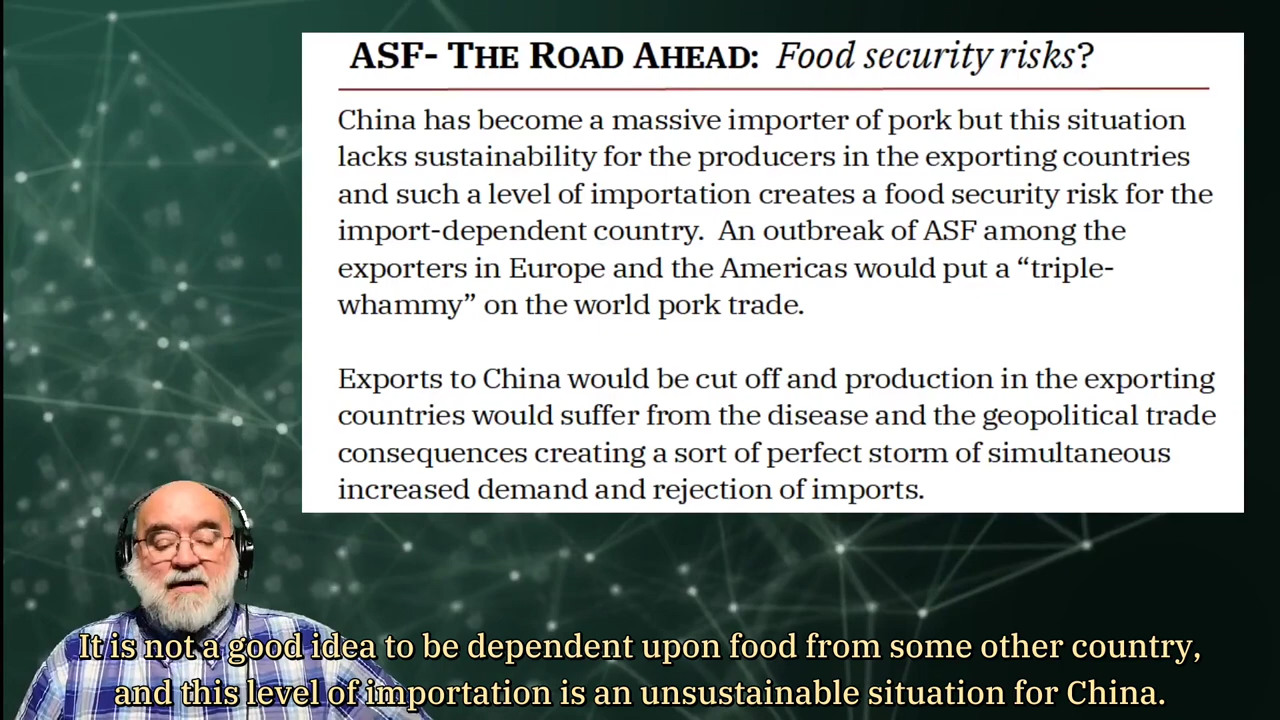 ASF- THE ROAD AHEAD: Food security risks?
China has become a massive importer of pork but this situation
lacks sustainability for the producers in the exporting countries
and such a level of importation creates a food security risk for the
import-dependent country.  An outbreak of ASF among the
exporters in Europe and the Americas would put a “triple-
whammy” on the world pork trade.
Exports to China would be cut off and production in the exporting
countries would suffer from the disease and the geopolitical trade
consequences creating a sort of perfect storm of simultaneous
increased demand and rejection of imports.
It is not a good idea to be dependent upon food from some other country,
and this level of importation is an unsustainable situation for China.